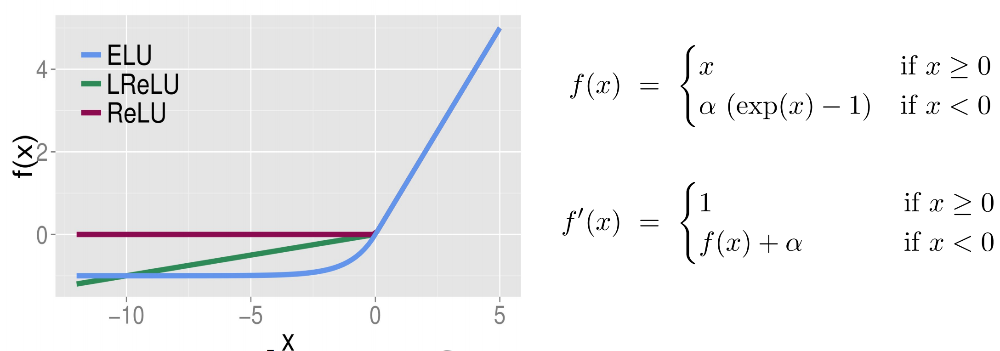 ELU
LReLU
ReLU
4
2
0
f(x)
−10 −5 0 5
x
f(x) = { x if x ≥ 0
α (exp(x) − 1) if x < 0
f′(x) = { 1 if x ≥ 0
f(x) + α if x < 0